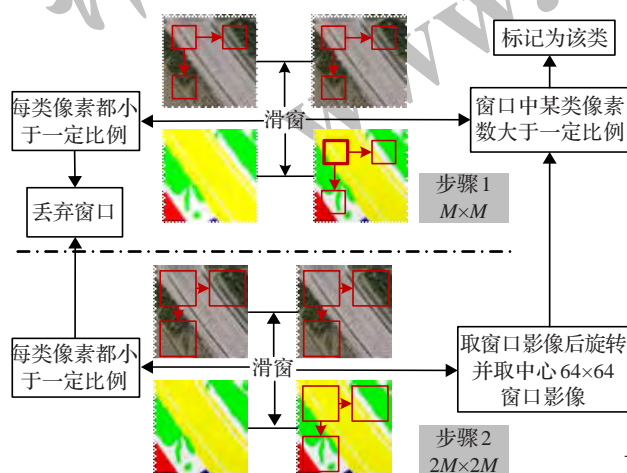 标记为该类
每类像素都小
于一定比例
滑窗
窗口中某类像素
数大于一定比例
丢弃窗口
步骤1
M×M
每类像素都小
于一定比例
滑窗
取窗口影像后旋转
并取中心 64×64
窗口影像
步骤2
2M×2M